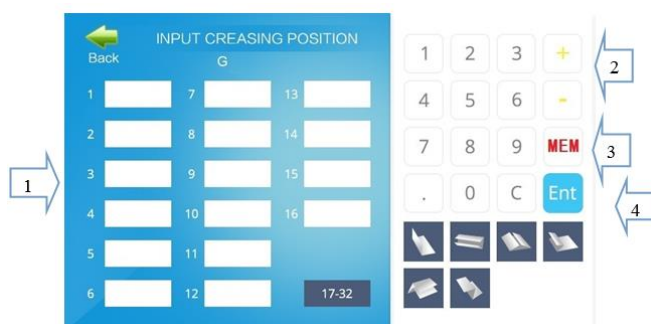 INPUT CREASING POSITION
Back
G
1 7 13
2 8 14
3 9 15
4 10 16
5 11
6 12 17-32
1 2 3 +
4 5 6 -
7 8 9 MEM
. 0 C Ent
1
2
3
4